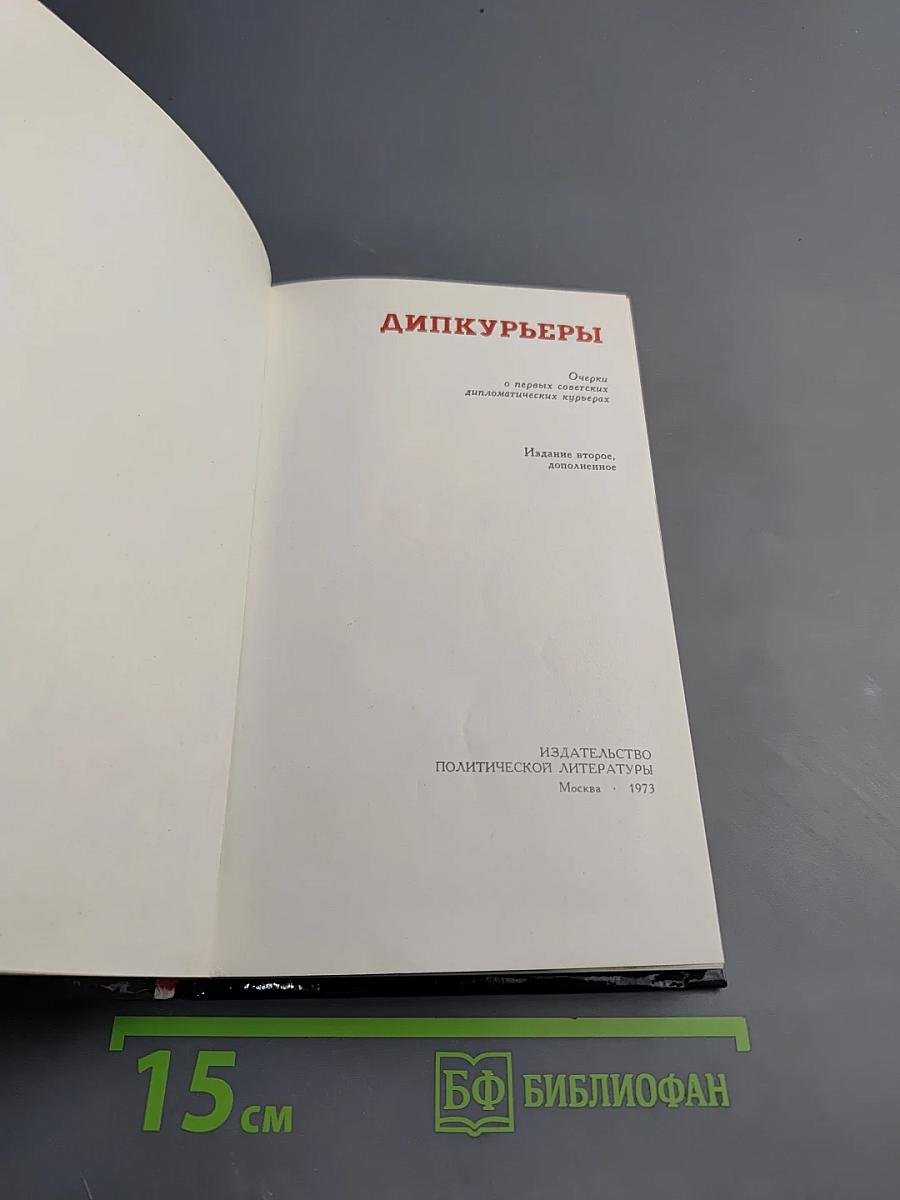 ДИПКУРЬЕРЫ
Очерки
о первых советских
дипломатических курьерах
Издание второе,
дополненное
ИЗДАТЕЛЬСТВО
ПОЛИТИЧЕСКОЙ ЛИТЕРАТУРЫ
Москва · 1973
15 см
БФ БИБЛИОФАН